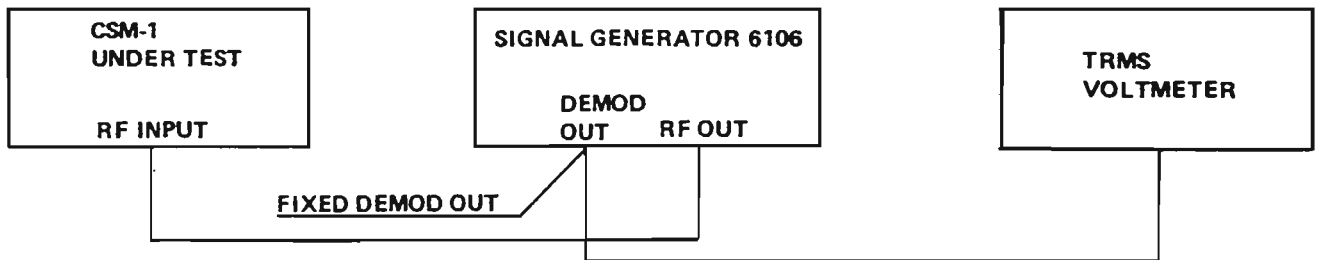 CSM-1
UNDER TEST
RF INPUT
SIGNAL GENERATOR 6106
DEMOD
OUT
RF OUT
FIXED DEMOD OUT
TRMS
VOLTMETER